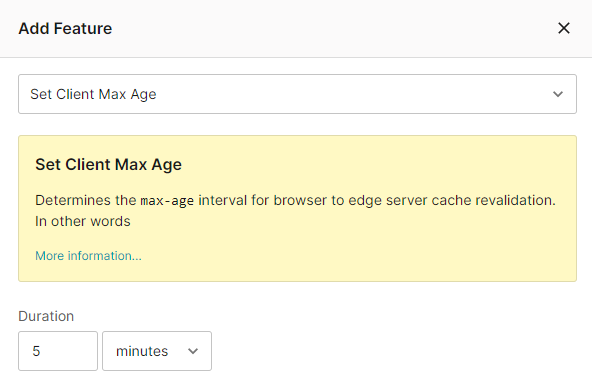 Add Feature
Set Client Max Age
Set Client Max Age
Determines the max-age interval for browser to edge server cache revalidation.
In other words
More information...
Duration
5 minutes